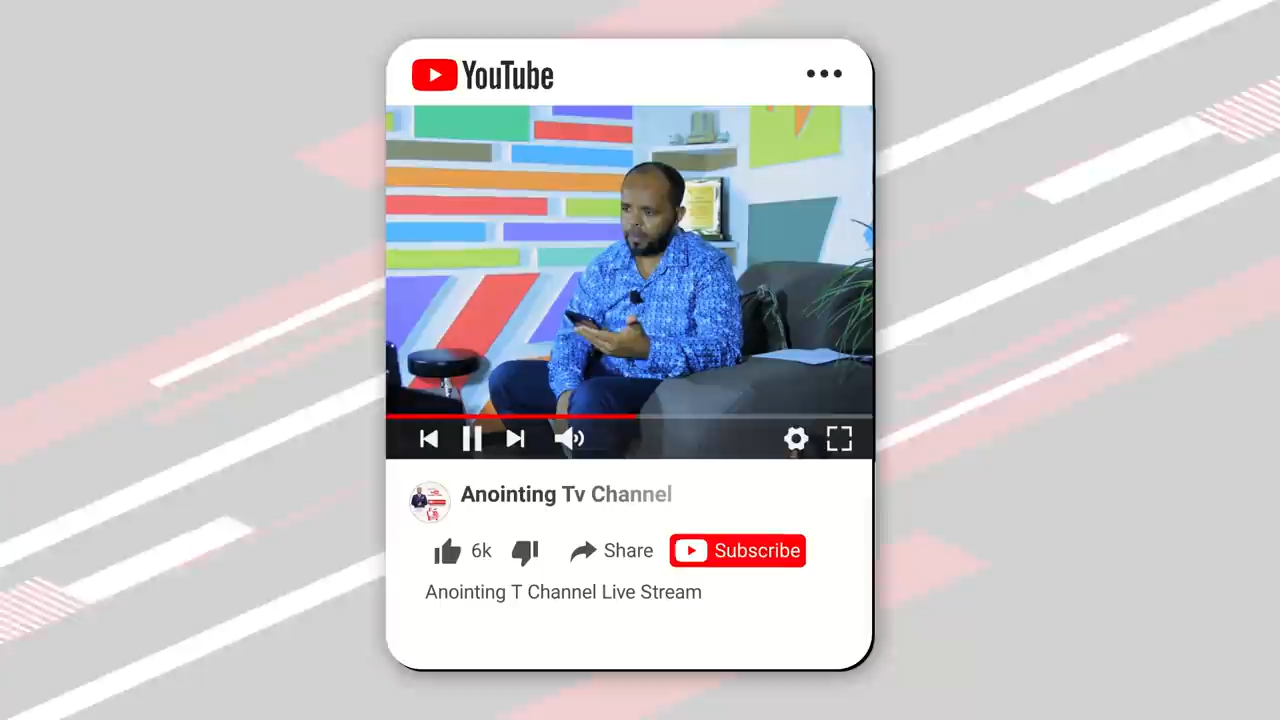 YouTube
Anointing Tv Channel
6k
Share
Subscribe
Anointing T Channel Live Stream